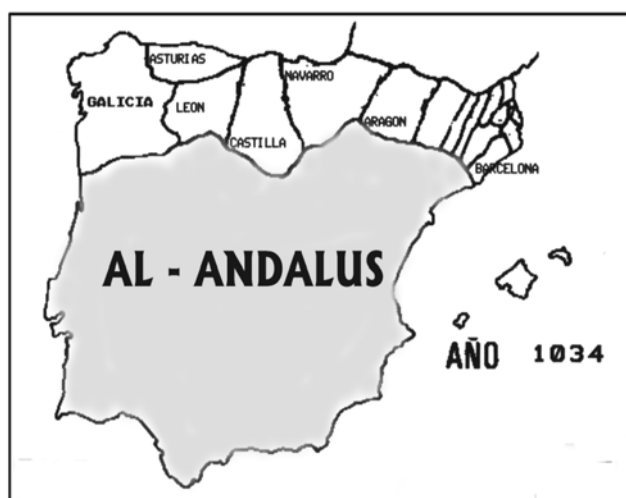 ASTURIAS
NAVARRO
GALICIA
LEON
ARAGON
CASTILLA
BARCELONA
AL - ANDALUS
AÑO 1034